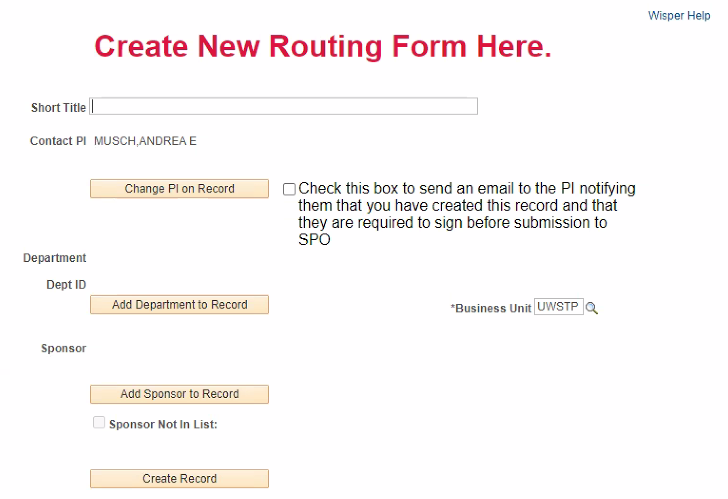 Wisper Help
Create New Routing Form Here.
Short Title
Contact PI MUSCH,ANDREA E
Change PI on Record
Check this box to send an email to the PI notifying
them that you have created this record and that
they are required to sign before submission to
SPO
Department
Dept ID
Add Department to Record
*Business Unit UWSTP
Sponsor
Add Sponsor to Record
Sponsor Not In List:
Create Record